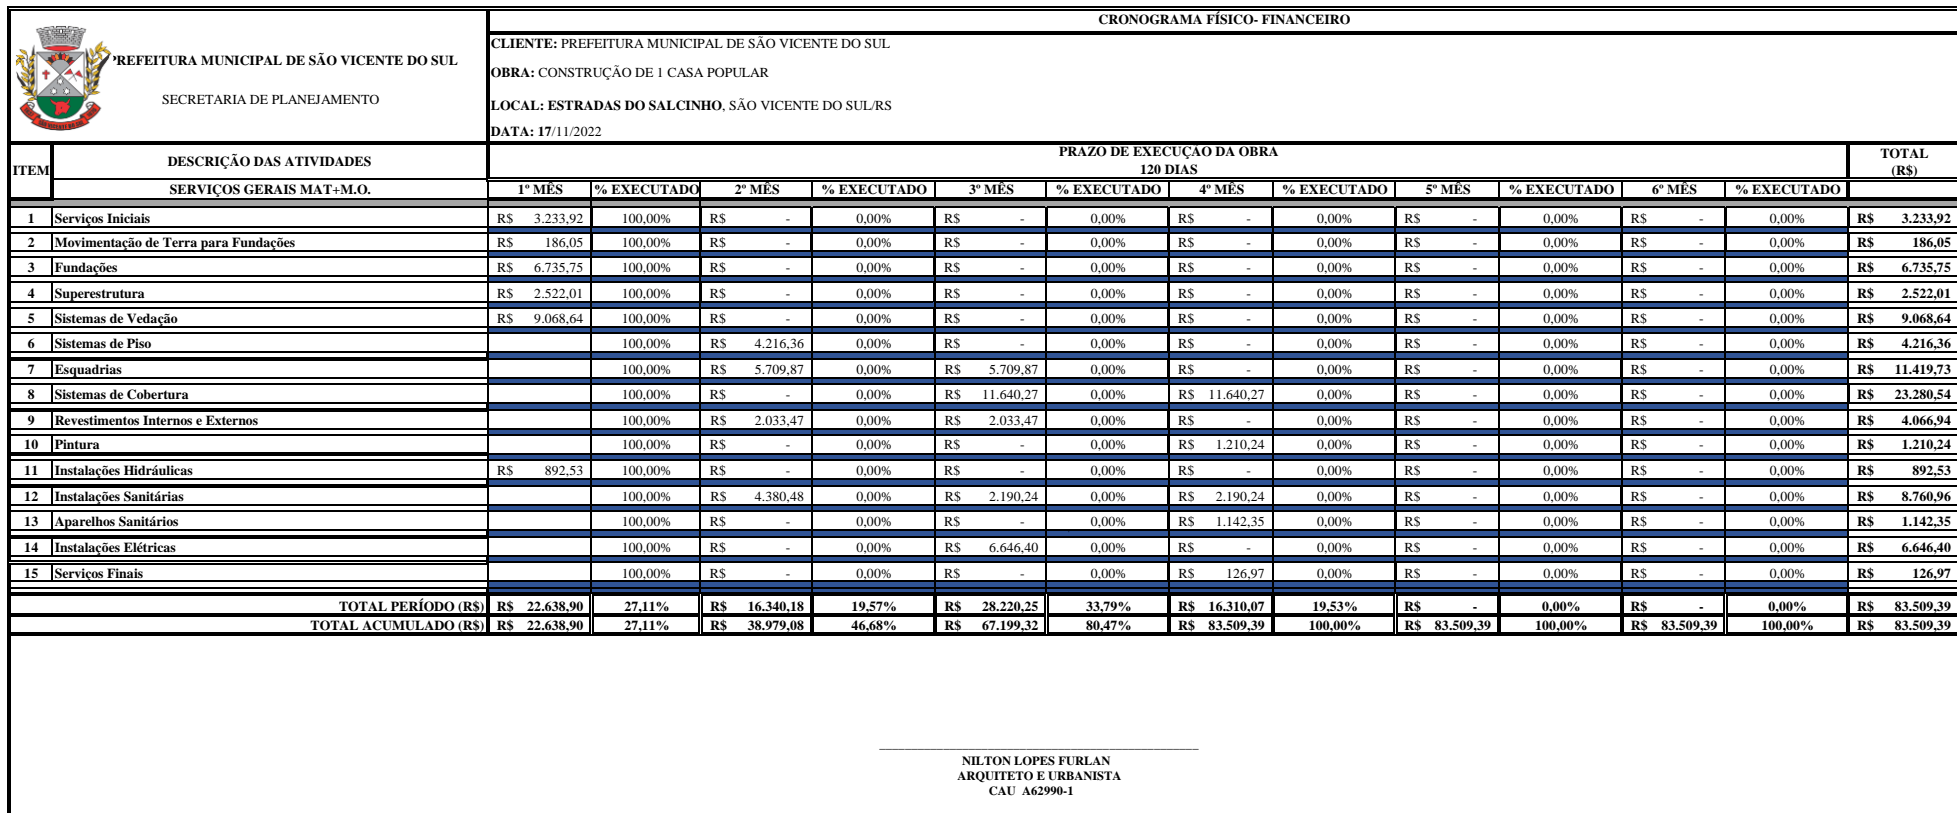 CRONOGRAMA FÍSICO- FINANCEIRO
PREFEITURA MUNICIPAL DE SÃO VICENTE DO SUL
SECRETARIA DE PLANEJAMENTO
CLIENTE: PREFEITURA MUNICIPAL DE SÃO VICENTE DO SUL
OBRA: CONSTRUÇÃO DE 1 CASA POPULAR
LOCAL: ESTRADAS DO SALCINHO, SÃO VICENTE DO SUL/RS
DATA: 17/11/2022
ITEM DESCRIÇÃO DAS ATIVIDADES PRAZO DE EXECUÇÃO DA OBRA TOTAL
120 DIAS (R$)
SERVIÇOS GERAIS MAT+M.O. 1º MÊS % EXECUTADO 2º MÊS % EXECUTADO 3º MÊS % EXECUTADO 4º MÊS % EXECUTADO 5º MÊS % EXECUTADO 6º MÊS % EXECUTADO
1 Serviços Iniciais R$ 3.233,92 100,00% R$ - 0,00% R$ - 0,00% R$ - 0,00% R$ - 0,00% R$ - 0,00% R$ 3.233,92
2 Movimentação de Terra para Fundações R$ 186,05 100,00% R$ - 0,00% R$ - 0,00% R$ - 0,00% R$ - 0,00% R$ - 0,00% R$ 186,05
3 Fundações R$ 6.735,75 100,00% R$ - 0,00% R$ - 0,00% R$ - 0,00% R$ - 0,00% R$ - 0,00% R$ 6.735,75
4 Superestrutura R$ 2.522,01 100,00% R$ - 0,00% R$ - 0,00% R$ - 0,00% R$ - 0,00% R$ - 0,00% R$ 2.522,01
5 Sistemas de Vedação R$ 9.068,64 100,00% R$ - 0,00% R$ - 0,00% R$ - 0,00% R$ - 0,00% R$ - 0,00% R$ 9.068,64
6 Sistemas de Piso 100,00% R$ 4.216,36 0,00% R$ - 0,00% R$ - 0,00% R$ - 0,00% R$ - 0,00% R$ 4.216,36
7 Esquadrias 100,00% R$ 5.709,87 0,00% R$ 5.709,87 0,00% R$ - 0,00% R$ - 0,00% R$ - 0,00% R$ 11.419,73
8 Sistemas de Cobertura 100,00% R$ - 0,00% R$ 11.640,27 0,00% R$ 11.640,27 0,00% R$ - 0,00% R$ - 0,00% R$ 23.280,54
9 Revestimentos Internos e Externos 100,00% R$ 2.033,47 0,00% R$ 2.033,47 0,00% R$ - 0,00% R$ - 0,00% R$ - 0,00% R$ 4.066,94
10 Pintura 100,00% R$ - 0,00% R$ - 0,00% R$ 1.210,24 0,00% R$ - 0,00% R$ - 0,00% R$ 1.210,24
11 Instalações Hidráulicas R$ 892,53 100,00% R$ - 0,00% R$ - 0,00% R$ - 0,00% R$ - 0,00% R$ - 0,00% R$ 892,53
12 Instalações Sanitárias 100,00% R$ 4.380,48 0,00% R$ 2.190,24 0,00% R$ 2.190,24 0,00% R$ - 0,00% R$ - 0,00% R$ 8.760,96
13 Aparelhos Sanitários 100,00% R$ - 0,00% R$ - 0,00% R$ 1.142,35 0,00% R$ - 0,00% R$ - 0,00% R$ 1.142,35
14 Instalações Elétricas 100,00% R$ - 0,00% R$ 6.646,40 0,00% R$ - 0,00% R$ - 0,00% R$ - 0,00% R$ 6.646,40
15 Serviços Finais 100,00% R$ - 0,00% R$ - 0,00% R$ 126,97 0,00% R$ - 0,00% R$ - 0,00% R$ 126,97
TOTAL PERÍODO (R$) R$ 22.638,90 27,11% R$ 16.340,18 19,57% R$ 28.220,25 33,79% R$ 16.310,07 19,53% R$ - 0,00% R$ - 0,00% R$ 83.509,39
TOTAL ACUMULADO (R$) R$ 22.638,90 27,11% R$ 38.979,08 46,68% R$ 67.199,32 80,47% R$ 83.509,39 100,00% R$ 83.509,39 100,00% R$ 83.509,39 100,00% R$ 83.509,39
NILTON LOPES FURLAN
ARQUITETO E URBANISTA
CAU A62990-1